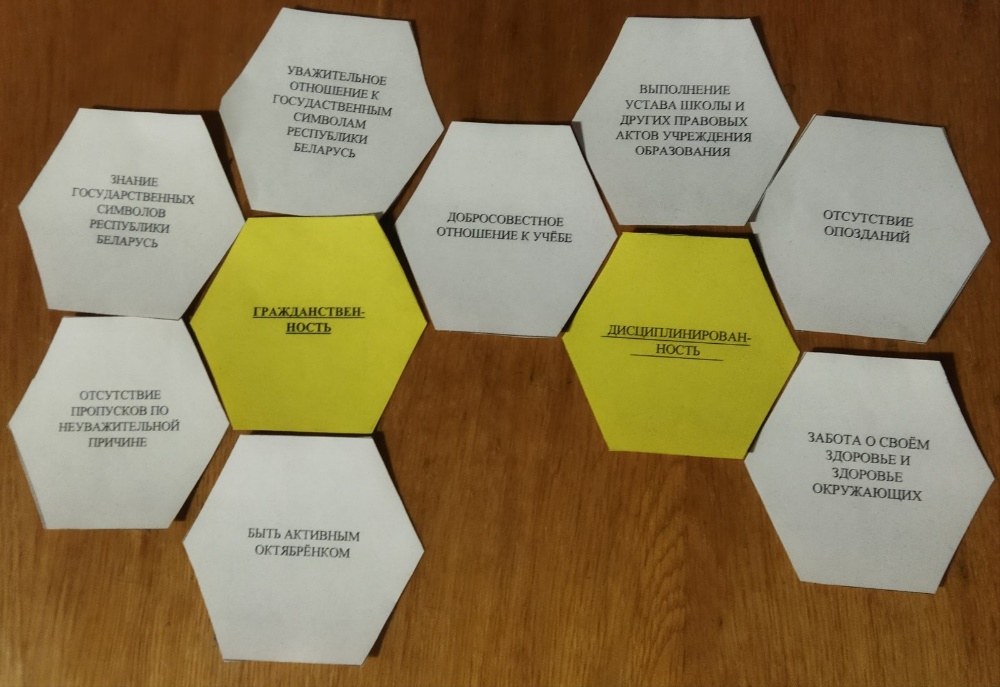 УВАЖИТЕЛЬНОЕ
ОТНОШЕНИЕ К
ГОСУДАСТВЕННЫМ
СИМВОЛАМ
РЕСПУБЛИКИ
БЕЛАРУСЬ
ВЫПОЛНЕНИЕ
УСТАВА ШКОЛЫ И
ДРУГИХ ПРАВОВЫХ
АКТОВ УЧРЕЖДЕНИЯ
ОБРАЗОВАНИЯ
ЗНАНИЕ
ГОСУДАРСТВЕННЫХ
СИМВОЛОВ
РЕСПУБЛИКИ
БЕЛАРУСЬ
ДОБРОСОВЕСТНОЕ
ОТНОШЕНИЕ К УЧЁБЕ
ОТСУТСТВИЕ
ОПОЗДАНИЙ
ГРАЖДАНСТВЕН-
НОСТЬ
ДИСЦИПЛИНИРОВАН-
НОСТЬ
ОТСУТСТВИЕ
ПРОПУСКОВ ПО
НЕУВАЖИТЕЛЬНОЙ
ПРИЧИНЕ
ЗАБОТА О СВОЁМ
ЗДОРОВЬЕ И
ЗДОРОВЬЕ
ОКРУЖАЮЩИХ
БЫТЬ АКТИВНЫМ
ОКТЯБРЁНКОМ